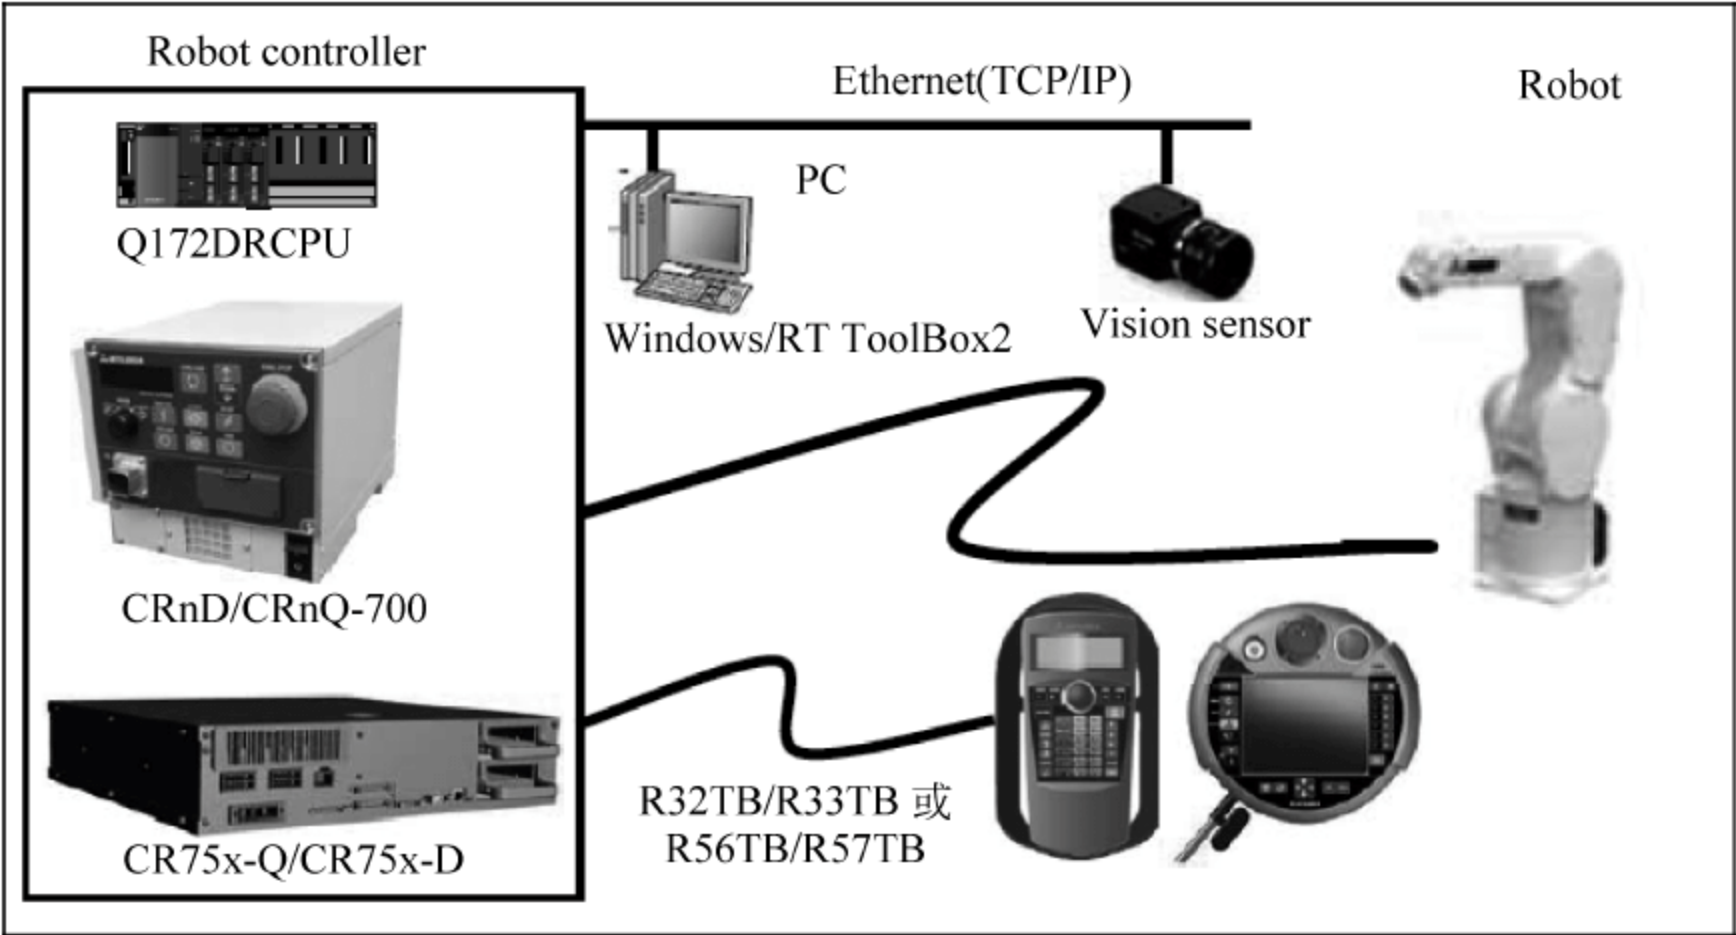 Robot controller
Ethernet(TCP/IP)
Robot
Q172DRCPU
PC
Windows/RT ToolBox2
Vision sensor
CRnD/CRnQ-700
R32TB/R33TB 或
R56TB/R57TB
CR75x-Q/CR75x-D